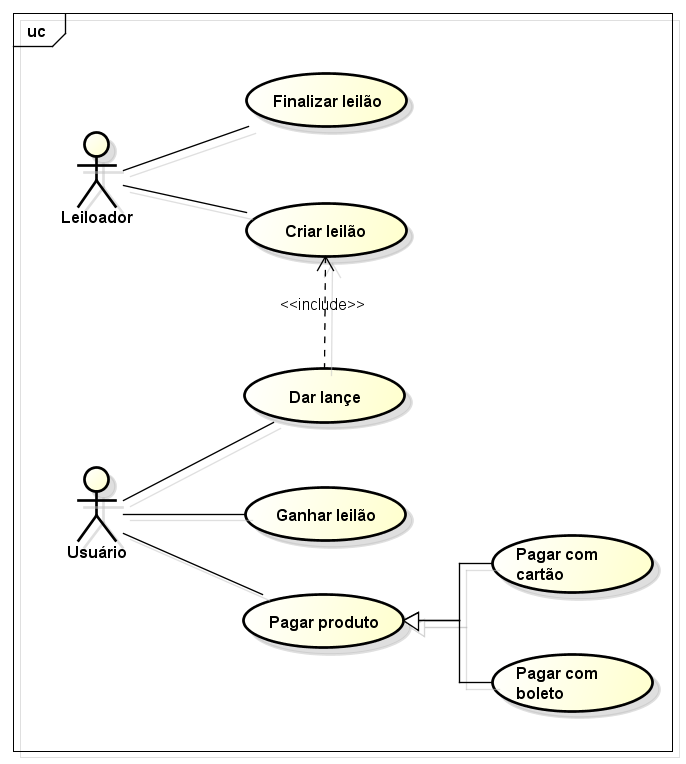 uc
Finalizar leilão
Leiloador
Criar leilão
<<include>>
Dar lançe
Ganhar leilão
Usuário
Pagar com
cartão
Pagar produto
Pagar com
boleto